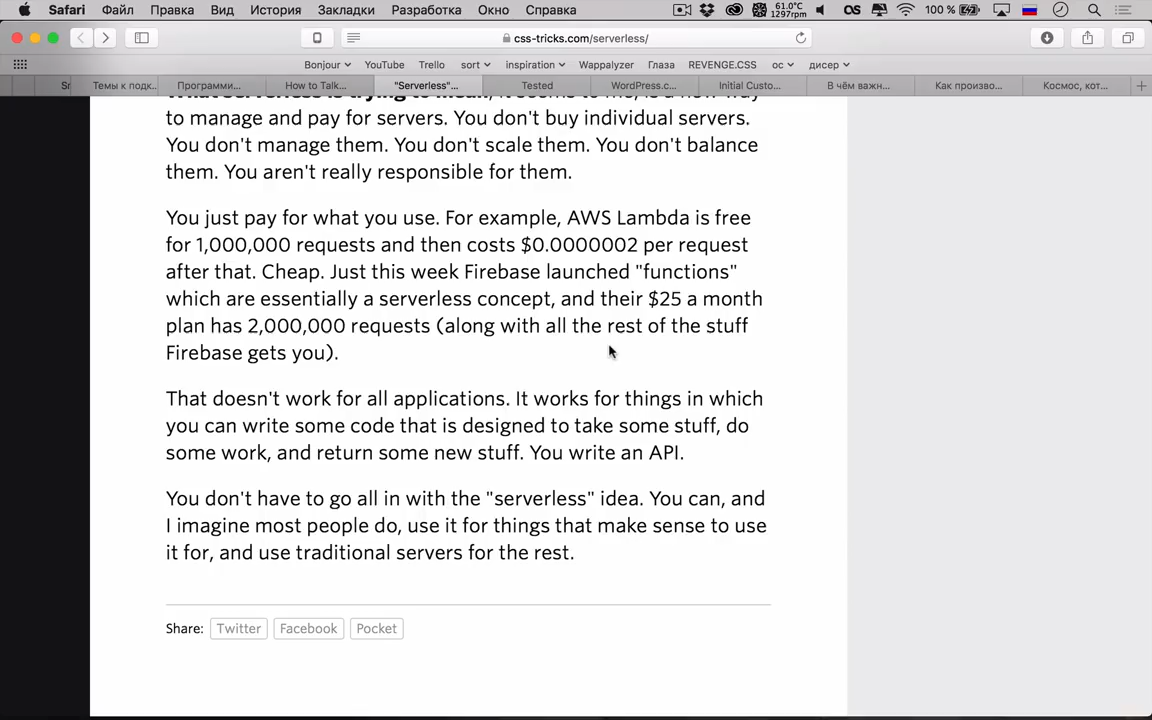 Safari Файл Правка Вид История Закладки Разработка Окно Справка 61.0°C 1297rpm 100 %
css-tricks.com/serverless/
Bonjour YouTube Trello sort inspiration Wappalyzer Глаза REVENGE.CSS ос дисер
Темы к подк... Программи... How to Talk... "Serverless"... Tested WordPress.c... Initial Custo... В чём важн... Как произво... Космос, кот...
to manage and pay for servers. You don't buy individual servers.
You don't manage them. You don't scale them. You don't balance
them. You aren't really responsible for them.
You just pay for what you use. For example, AWS Lambda is free
for 1,000,000 requests and then costs $0.0000002 per request
after that. Cheap. Just this week Firebase launched "functions"
which are essentially a serverless concept, and their $25 a month
plan has 2,000,000 requests (along with all the rest of the stuff
Firebase gets you).
That doesn't work for all applications. It works for things in which
you can write some code that is designed to take some stuff, do
some work, and return some new stuff. You write an API.
You don't have to go all in with the "serverless" idea. You can, and
I imagine most people do, use it for things that make sense to use
it for, and use traditional servers for the rest.
Share: Twitter Facebook Pocket